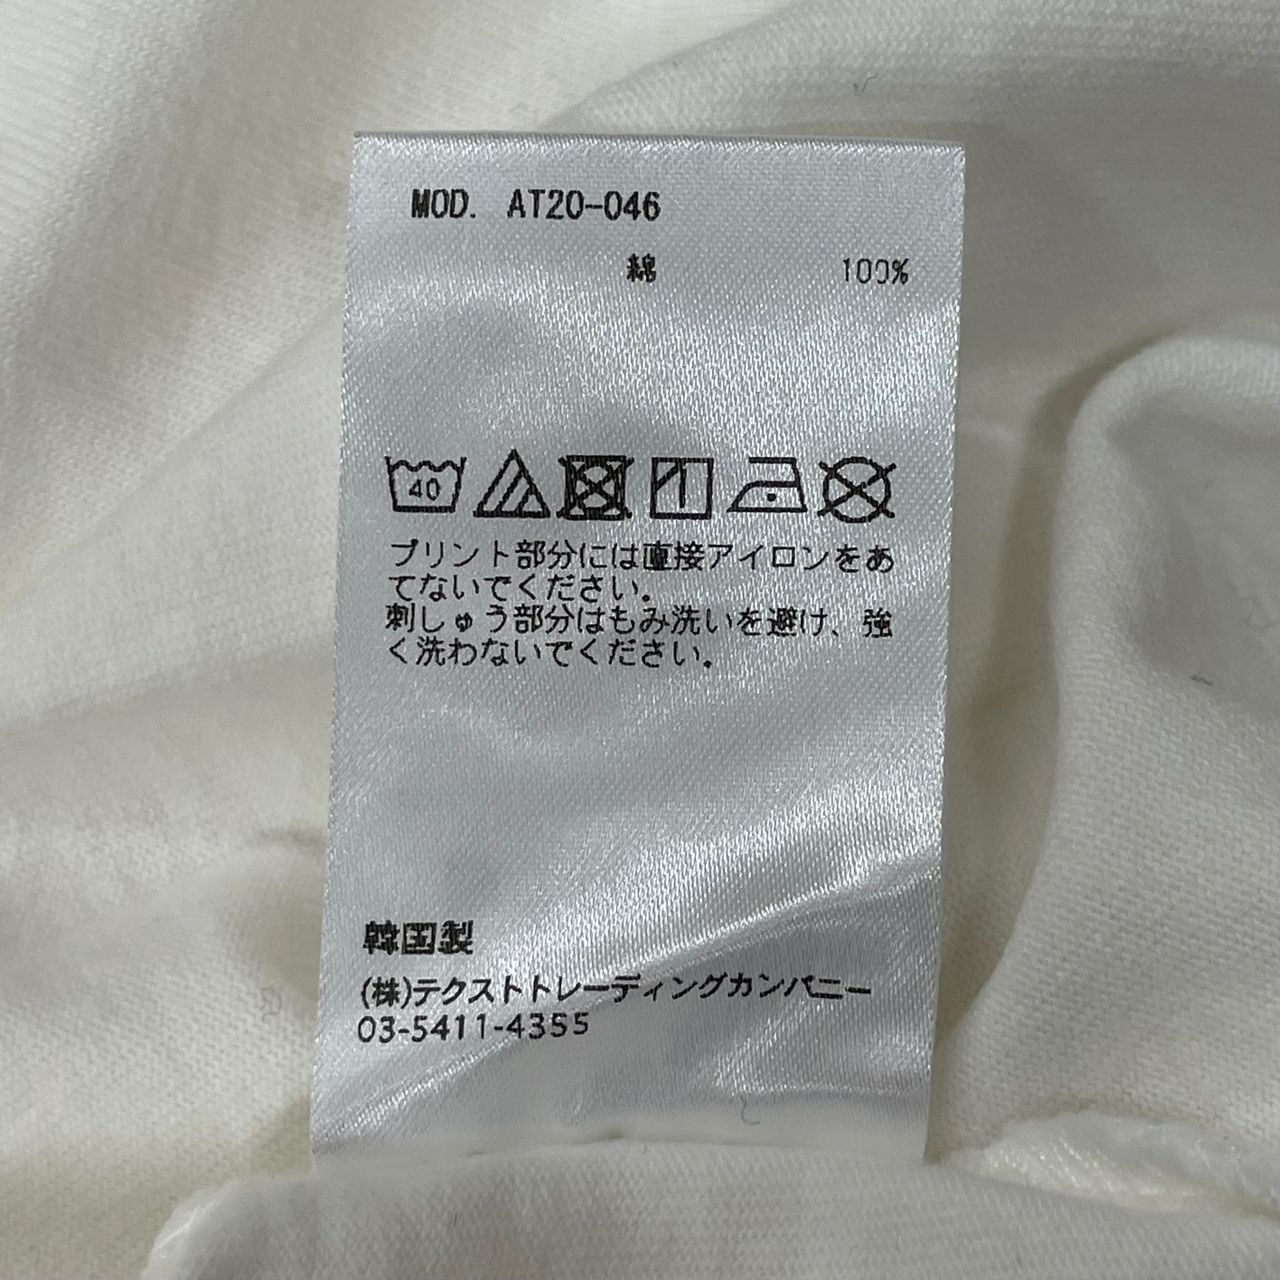 MOD. AT20-046
綿 100%
40
プリント部分には直接アイロンをあ
てないでください。
刺しゅう部分はもみ洗いを避け、強
く洗わないでください。
韓国製
(株)テクストトレーディングカンパニー
03-5411-4355